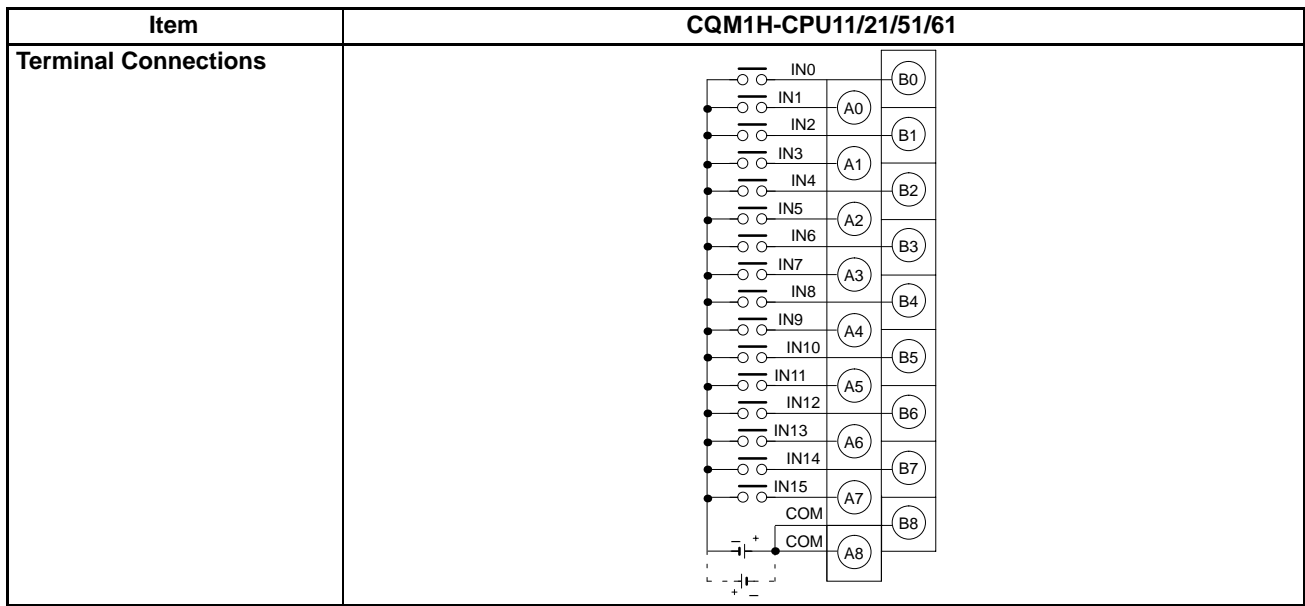 Item CQM1H-CPU11/21/51/61
Terminal Connections
IN0 B0
IN1 A0
IN2 B1
IN3 A1
IN4 B2
IN5 A2
IN6 B3
IN7 A3
IN8 B4
IN9 A4
IN10 B5
IN11 A5
IN12 B6
IN13 A6
IN14 B7
IN15 A7
COM B8
– + COM A8
+ –